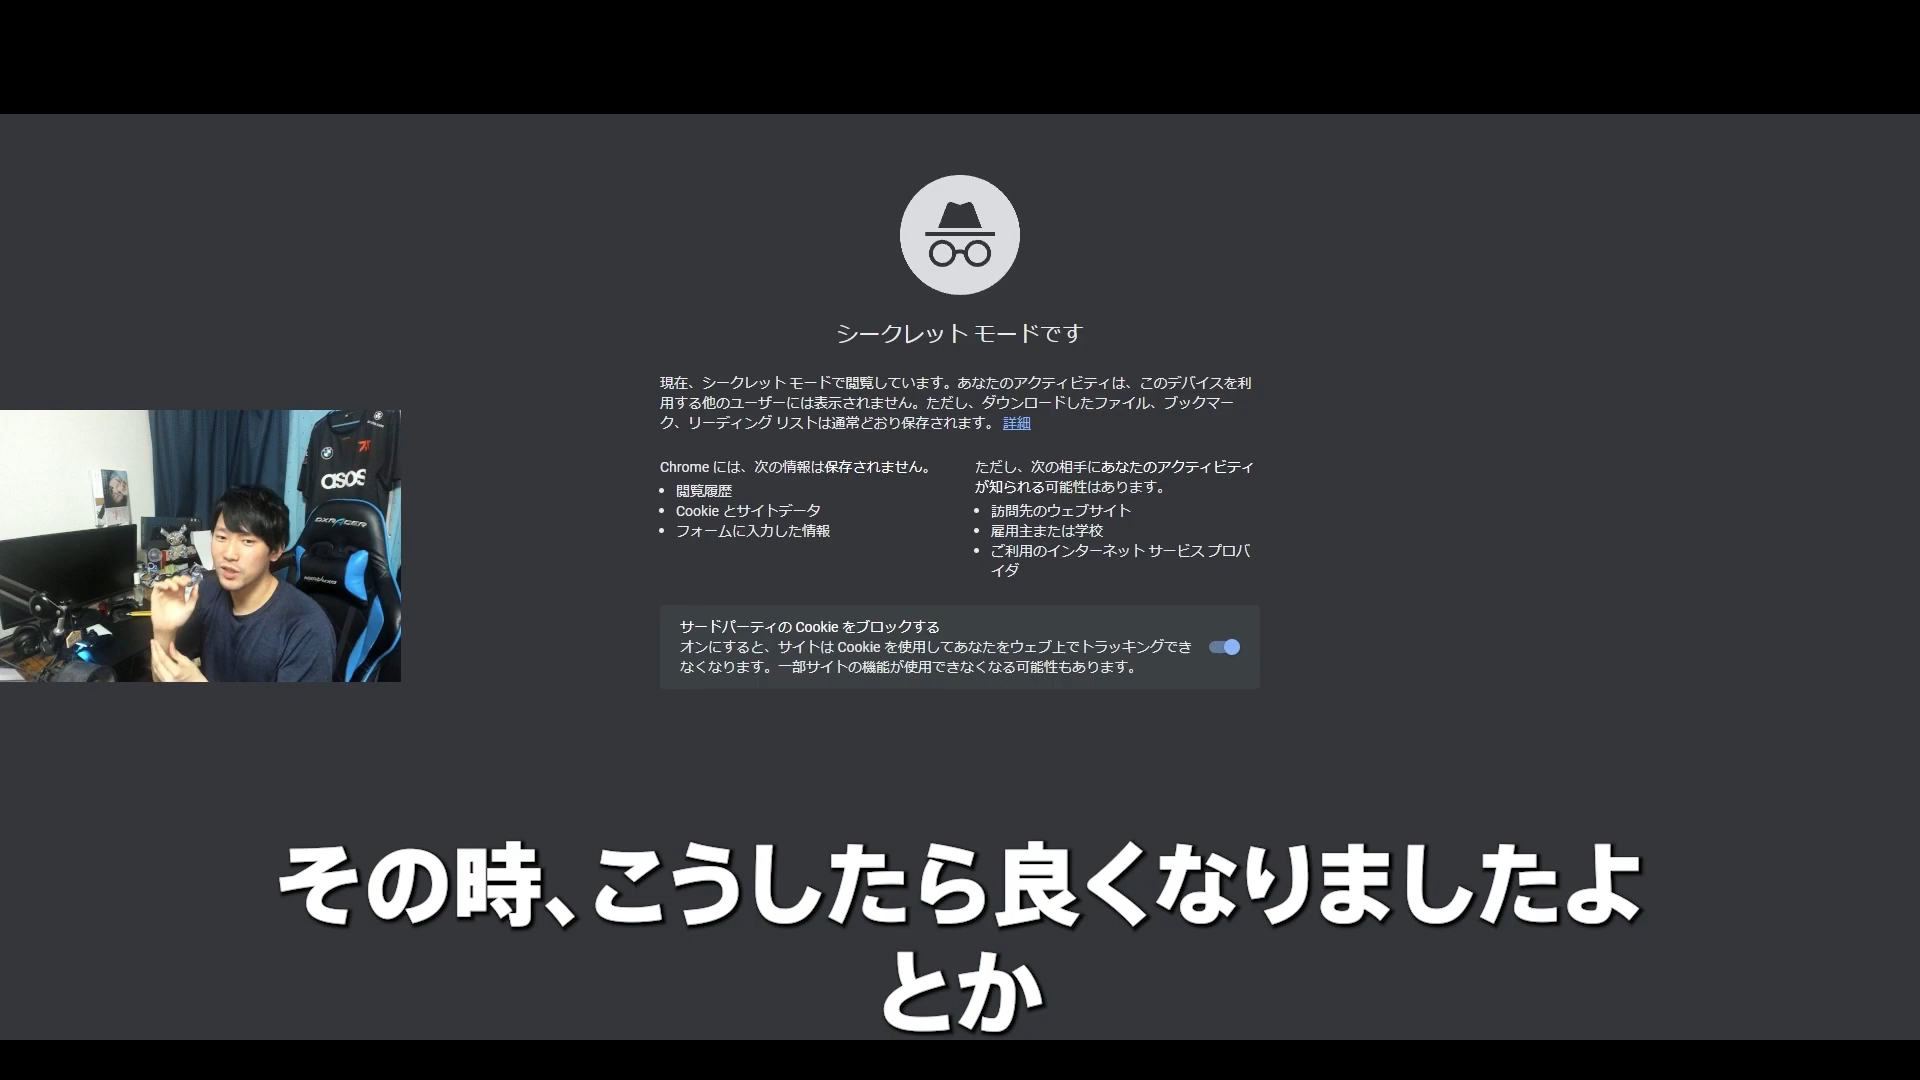 シークレット モードです
現在、シークレット モードで閲覧しています。あなたのアクティビティは、このデバイスを利
用する他のユーザーには表示されません。ただし、ダウンロードしたファイル、ブックマー
ク、リーディング リストは通常どおり保存されます。 詳細
Chrome には、次の情報は保存されません。
• 閲覧履歴
• Cookie とサイトデータ
• フォームに入力した情報
ただし、次の相手にあなたのアクティビティ
が知られる可能性はあります。
• 訪問先のウェブサイト
• 雇用主または学校
• ご利用のインターネット サービス プロバ
イダ
サードパーティの Cookie をブロックする
オンにすると、サイトは Cookie を使用してあなたをウェブ上でトラッキングでき
なくなります。一部サイトの機能が使用できなくなる可能性もあります。
BMW
asos
DXRACER
その時、こうしたら良くなりましたよ
とか